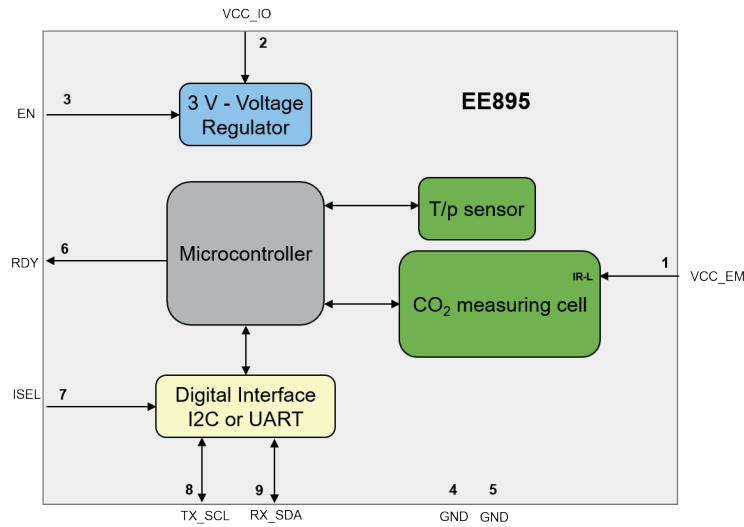 VCC_IO
2
3
EN
3 V - Voltage
Regulator
EE895
T/p sensor
Microcontroller
6
RDY
1
IR-L
VCC_EM
CO₂ measuring cell
ISEL
7
Digital Interface
I2C or UART
8
9
4
5
TX_SCL
RX_SDA
GND
GND